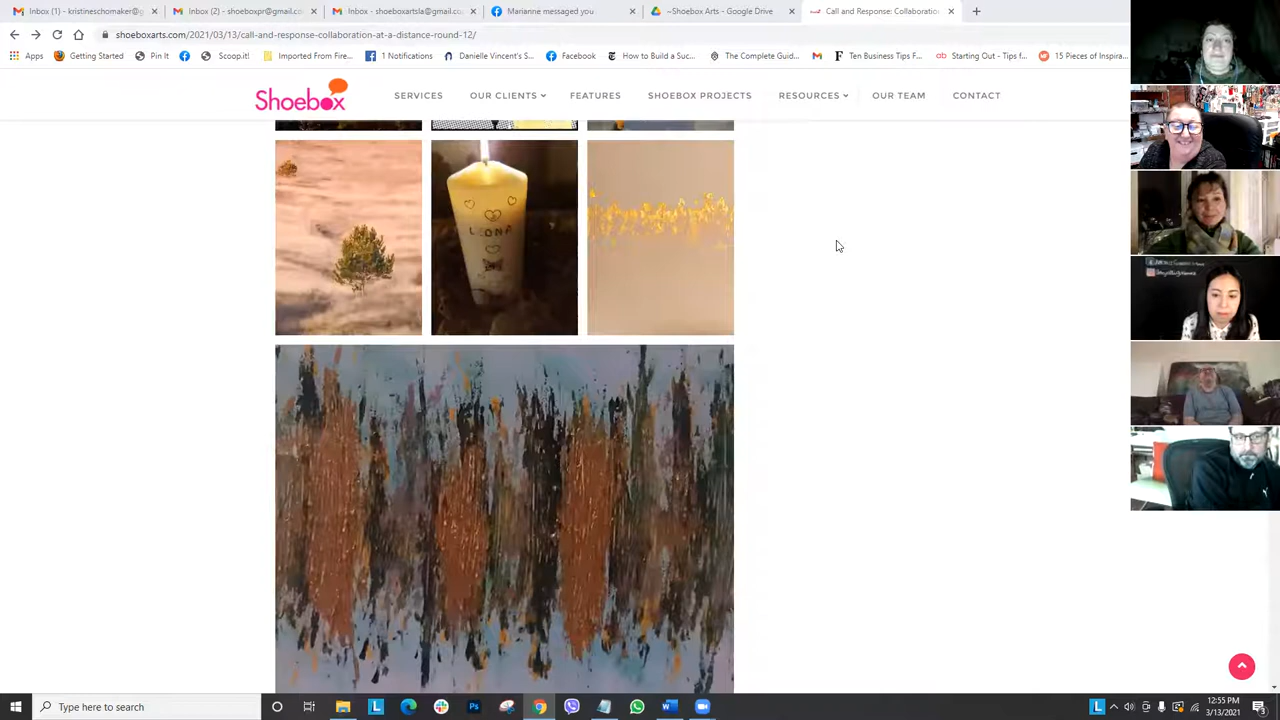 Inbox (1) - kristineschomaker@g
Inbox (2) - shoeboxpr@gmail.co
Inbox - shoeboxartsla@gmail.co
Marianne messaged you
~Shoebox Arts - Google Drive
Call and Response: Collaboration
shoeboxarts.com/2021/03/13/call-and-response-collaboration-at-a-distance-round-12/
Apps
Getting Started
Pin It
Scoopit!
Imported From Fire...
1 Notifications
Danielle Vincent's S...
Facebook
How to Build a Suc...
The Complete Guid...
Ten Business Tips F...
Starting Out - Tips f...
15 Pieces of Inspira...
Shoebox
SERVICES
OUR CLIENTS
FEATURES
SHOEBOX PROJECTS
RESOURCES
OUR TEAM
CONTACT
Type here to search
12:55 PM
3/13/2021